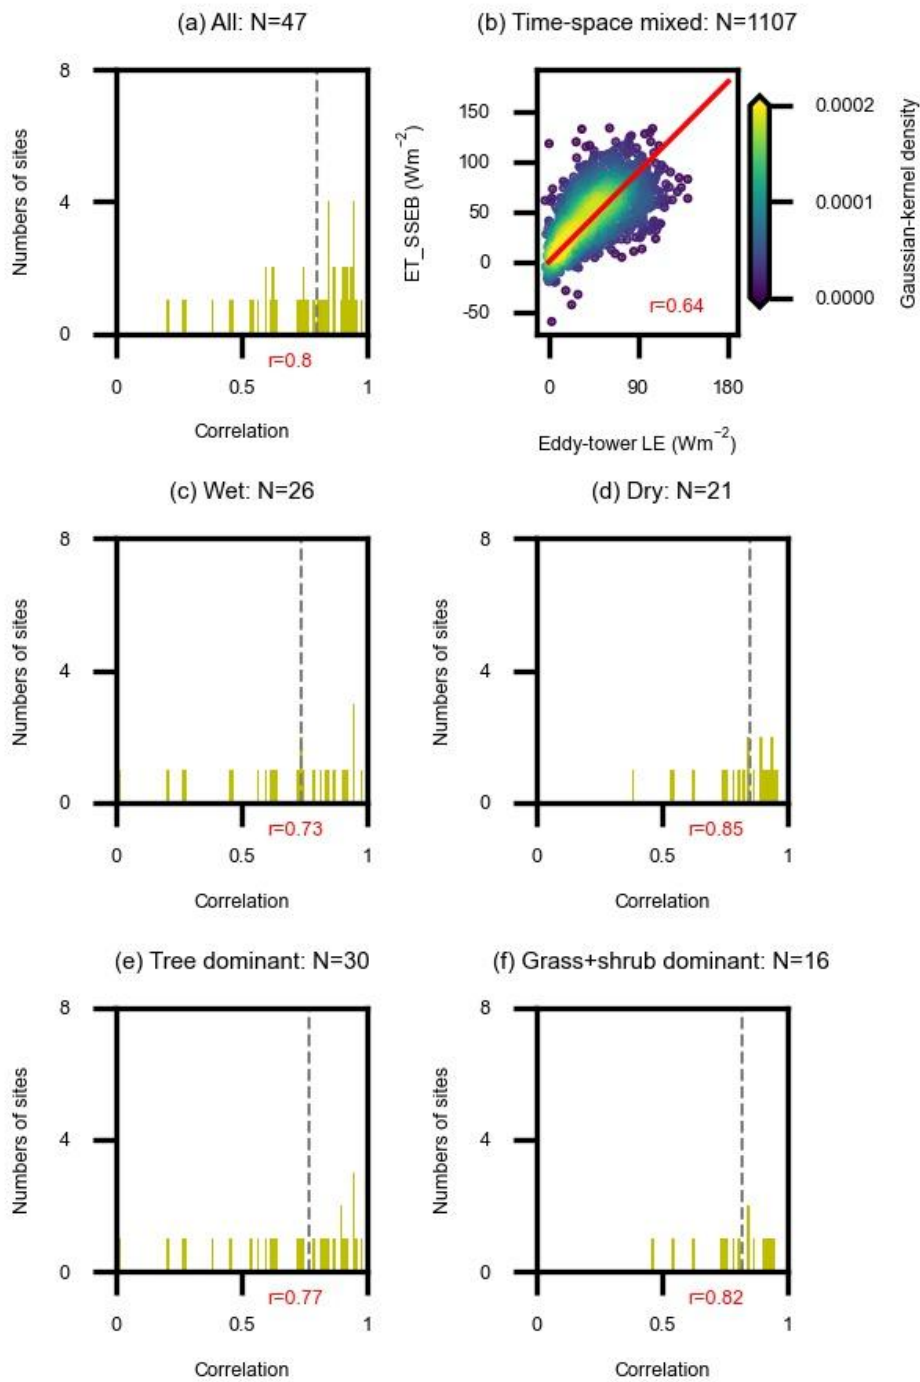 (a) All: N=47
(b) Time-space mixed: N=1107
8
4
0
Numbers of sites
r=0.8
0 0.5 1
Correlation
150
100
50
0
-50
ET_SSEB (Wm⁻²)
r=0.64
0 90 180
Eddy-tower LE (Wm⁻²)
0.0002
0.0001
0.0000
Gaussian-kernel density
(c) Wet: N=26
(d) Dry: N=21
8
4
0
Numbers of sites
r=0.73
0 0.5 1
Correlation
8
4
0
Numbers of sites
r=0.85
0 0.5 1
Correlation
(e) Tree dominant: N=30
(f) Grass+shrub dominant: N=16
8
4
0
Numbers of sites
r=0.77
0 0.5 1
Correlation
8
4
0
Numbers of sites
r=0.82
0 0.5 1
Correlation